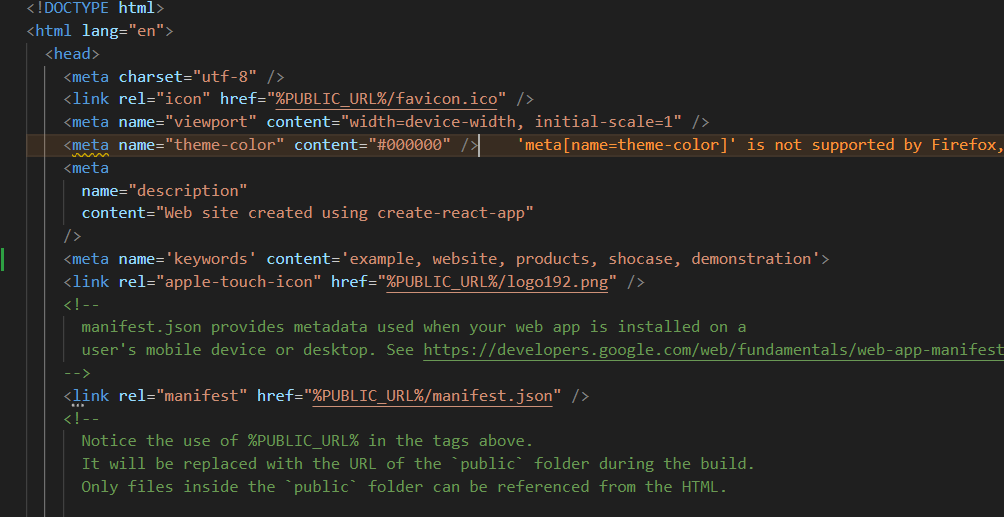 <!DOCTYPE html>
<html lang="en">
<head>
<meta charset="utf-8" />
<link rel="icon" href="%PUBLIC_URL%/favicon.ico" />
<meta name="viewport" content="width=device-width, initial-scale=1" />
<meta name="theme-color" content="#000000" /> 'meta[name=theme-color]' is not supported by Firefox,
<meta
name="description"
content="Web site created using create-react-app"
/>
<meta name='keywords' content='example, website, products, shocase, demonstration'>
<link rel="apple-touch-icon" href="%PUBLIC_URL%/logo192.png" />
<!--
manifest.json provides metadata used when your web app is installed on a
user's mobile device or desktop. See https://developers.google.com/web/fundamentals/web-app-manifest
-->
<link rel="manifest" href="%PUBLIC_URL%/manifest.json" />
<!--
Notice the use of %PUBLIC_URL% in the tags above.
It will be replaced with the URL of the `public` folder during the build.
Only files inside the `public` folder can be referenced from the HTML.